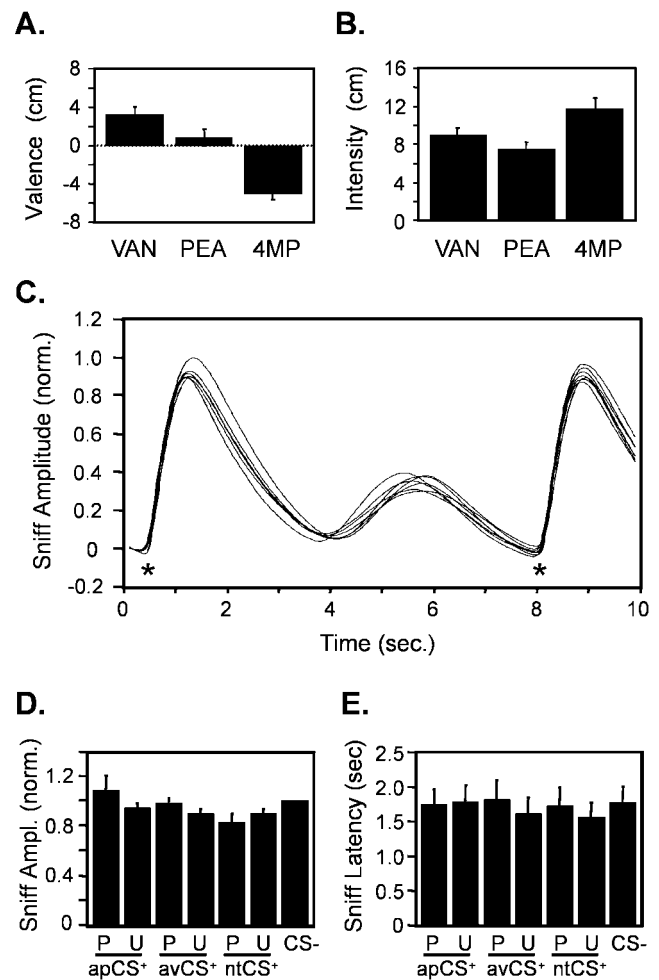 A.
Valence (cm)
8
4
0
-4
-8
VAN PEA 4MP
B.
Intensity (cm)
16
12
8
4
0
VAN PEA 4MP
C.
Sniff Amplitude (norm.)
1.2
1.0
0.8
0.6
0.4
0.2
0
-0.2
* *
0 2 4 6 8 10
Time (sec.)
D.
Sniff Ampl. (norm.)
1.2
0.8
0.4
0
P U P U P U CS-
apCS⁺ avCS⁺ ntCS⁺
E.
Sniff Latency (sec)
2.5
2.0
1.5
1.0
0.5
0
P U P U P U CS-
apCS⁺ avCS⁺ ntCS⁺